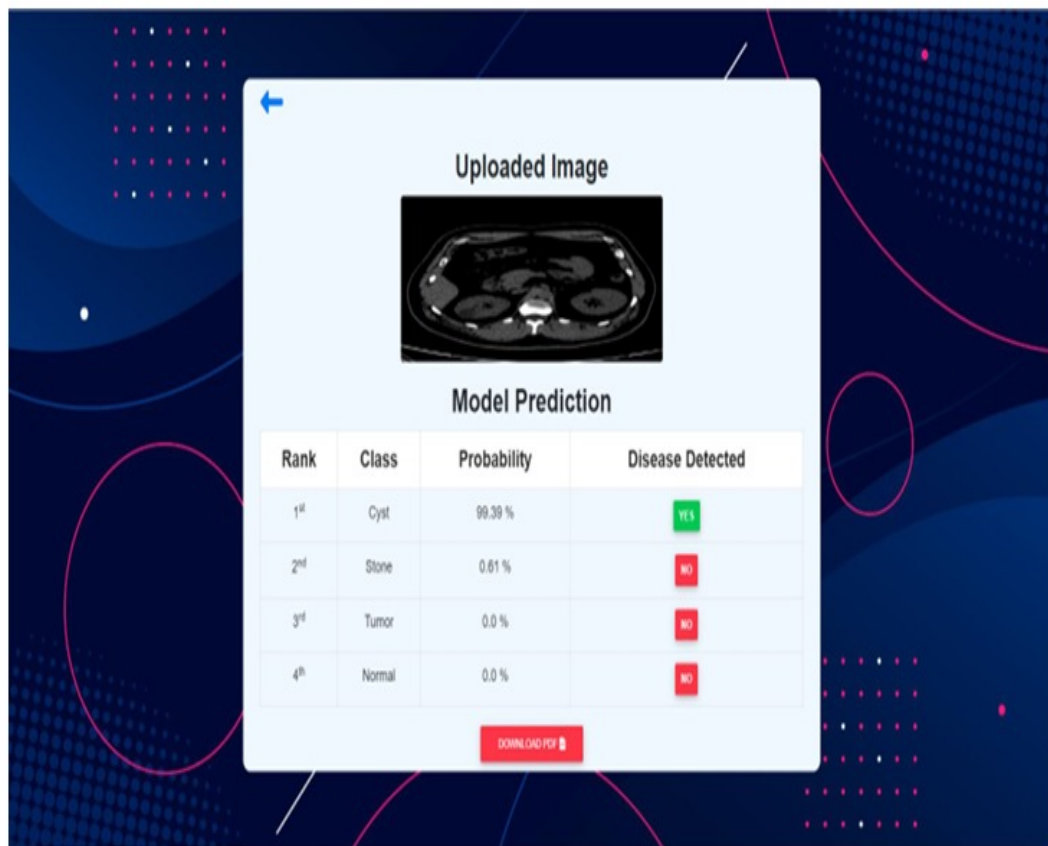 Uploaded Image
Model Prediction
Rank Class Probability Disease Detected
1st Cyst 99.39 % YES
2nd Stone 0.61 % NO
3rd Tumor 0.0 % NO
4th Normal 0.0 % NO
DOWNLOAD PDF